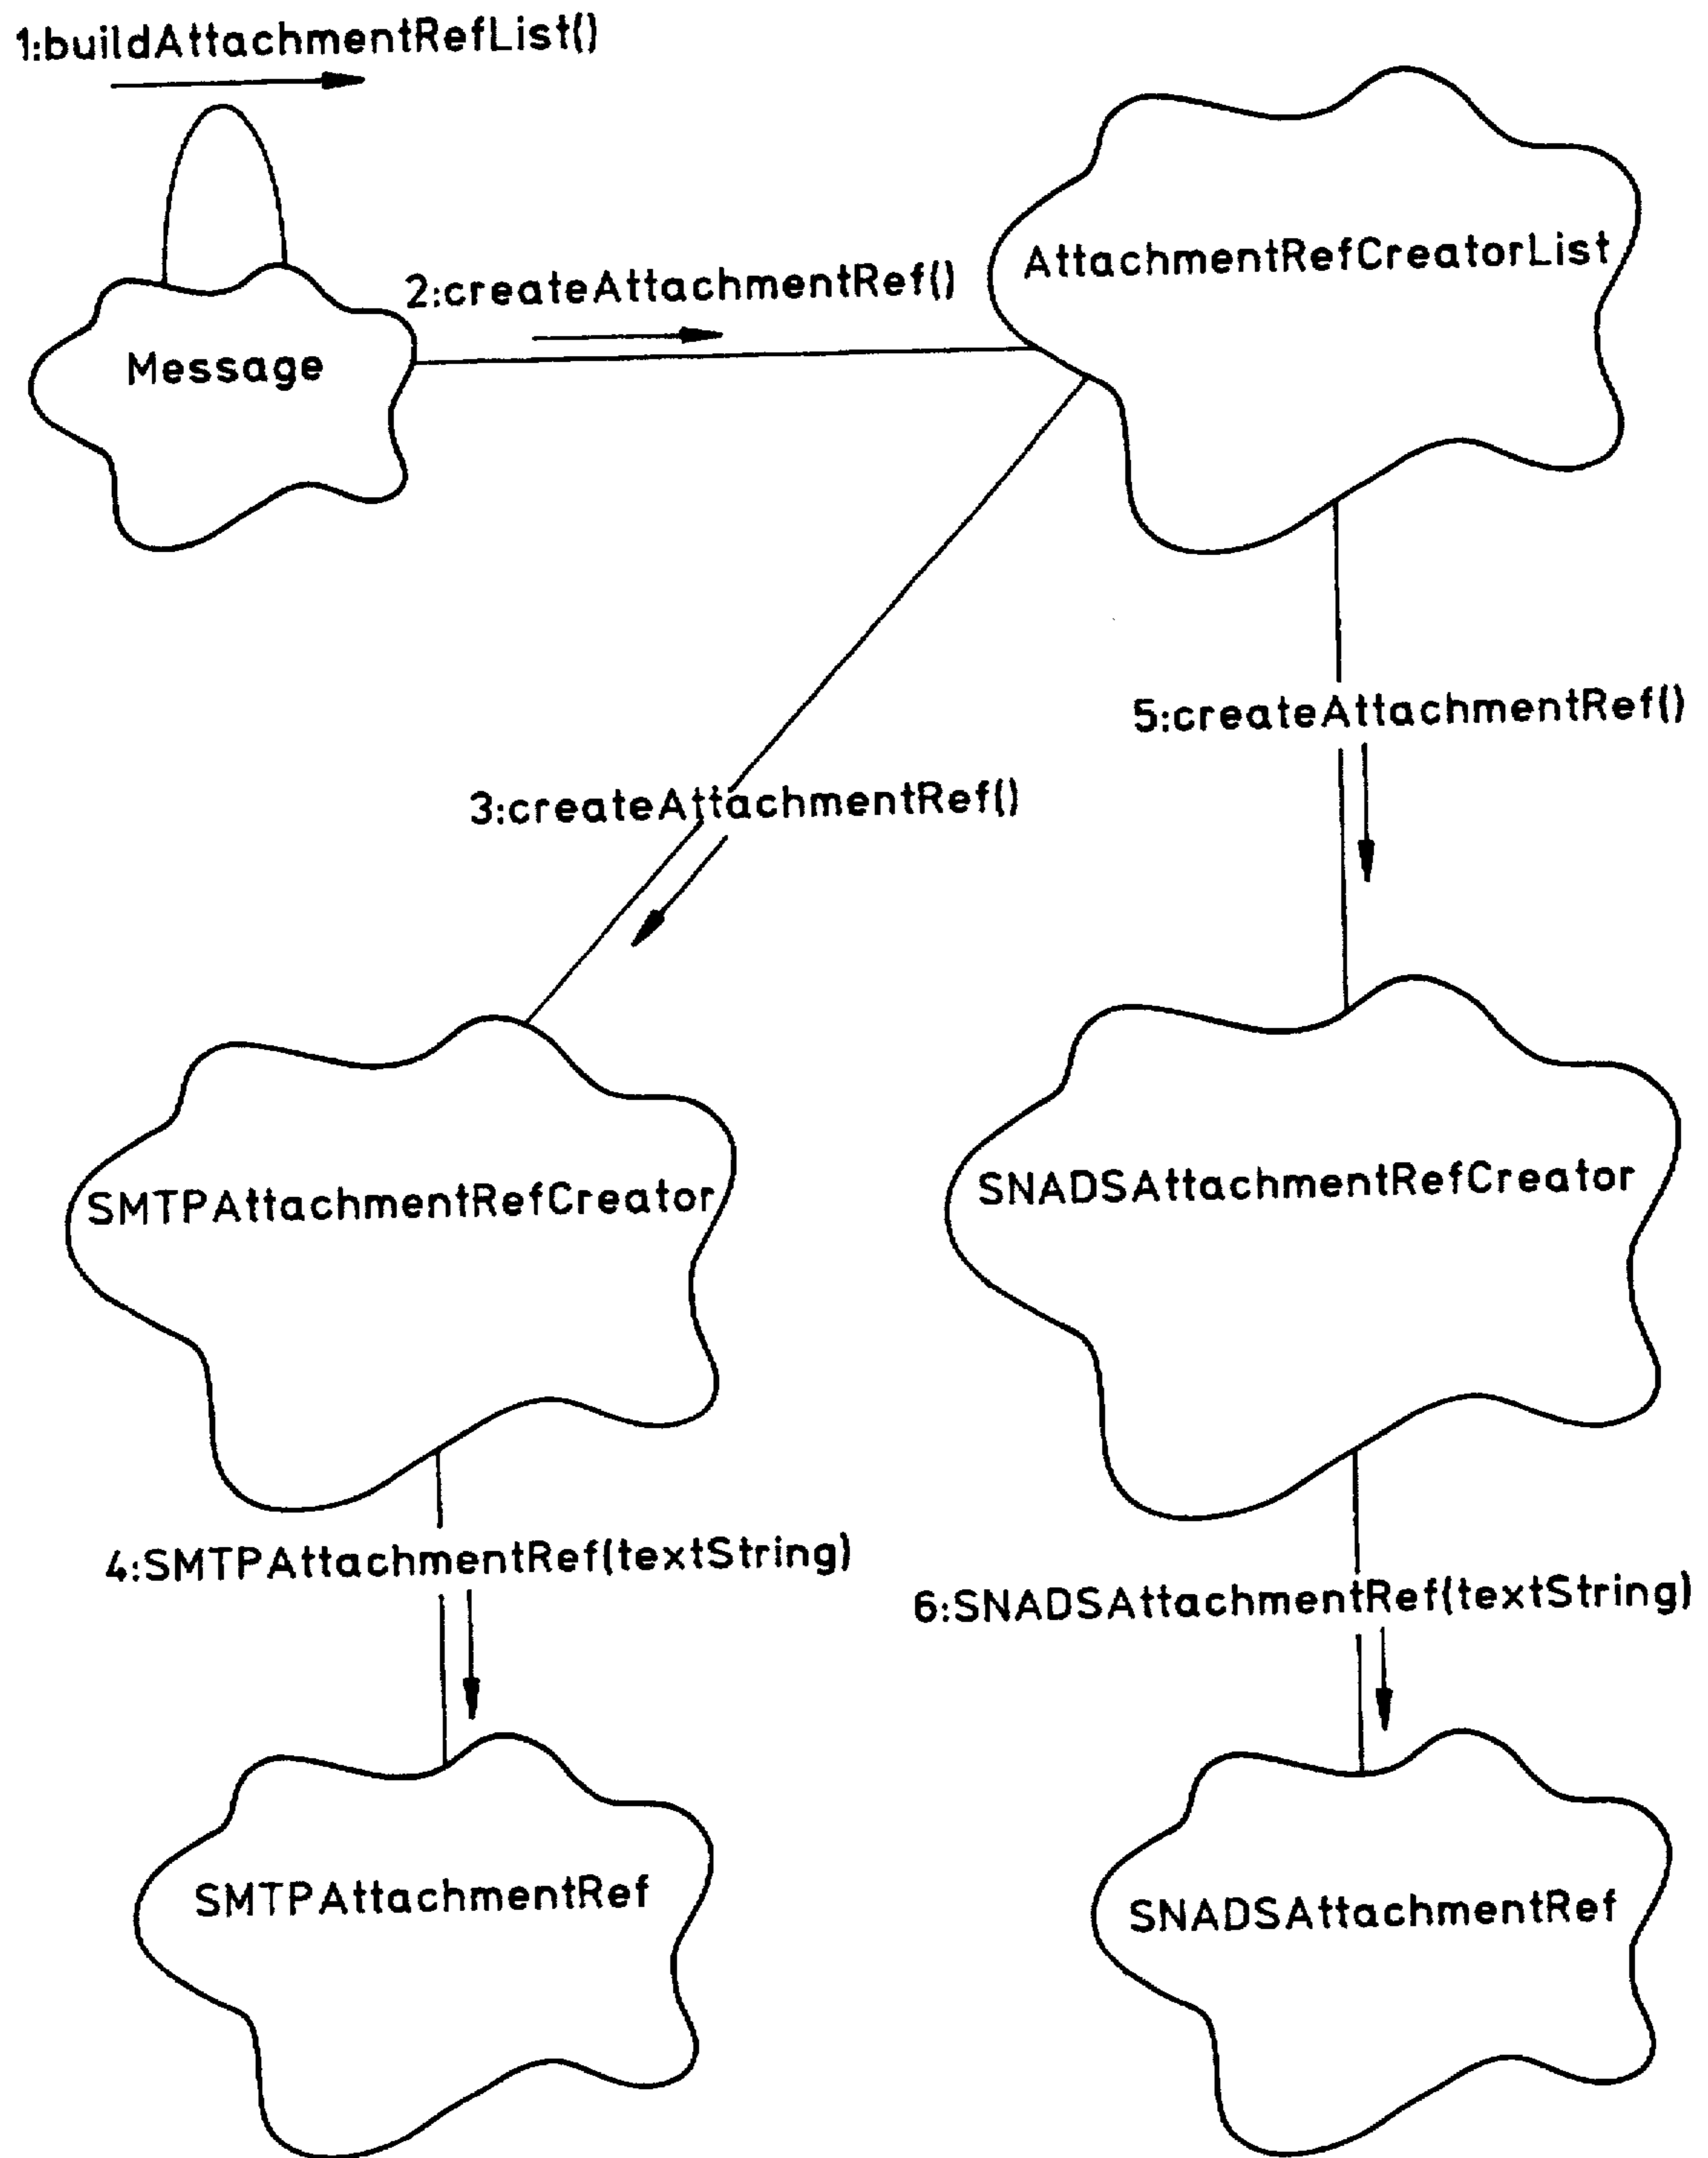 1:buildAttachmentRefList()
AttachmentRefCreatorList
2:createAttachmentRef()
Message
5:createAttachmentRef()
3:createAttachmentRef()
SMTPAttachmentRefCreator
SNADSAttachmentRefCreator
4:SMTPAttachmentRef(textString)
6:SNADSAttachmentRef(textString)
SMTPAttachmentRef
SNADSAttachmentRef